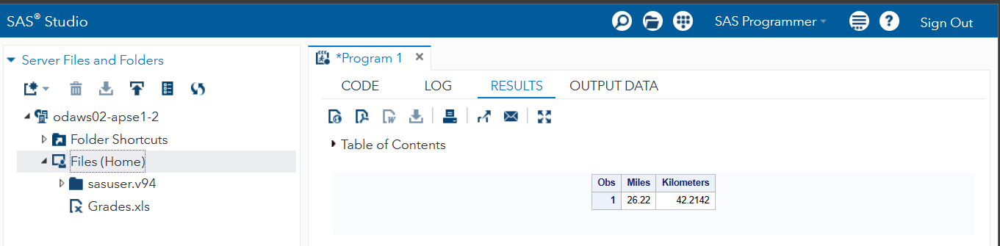 SAS® Studio
SAS Programmer
Sign Out
Server Files and Folders
odaws02-apse1-2
Folder Shortcuts
Files (Home)
sasuser.v94
Grades.xls
*Program 1
CODE LOG RESULTS OUTPUT DATA
Table of Contents
Obs Miles Kilometers
1 26.22 42.2142